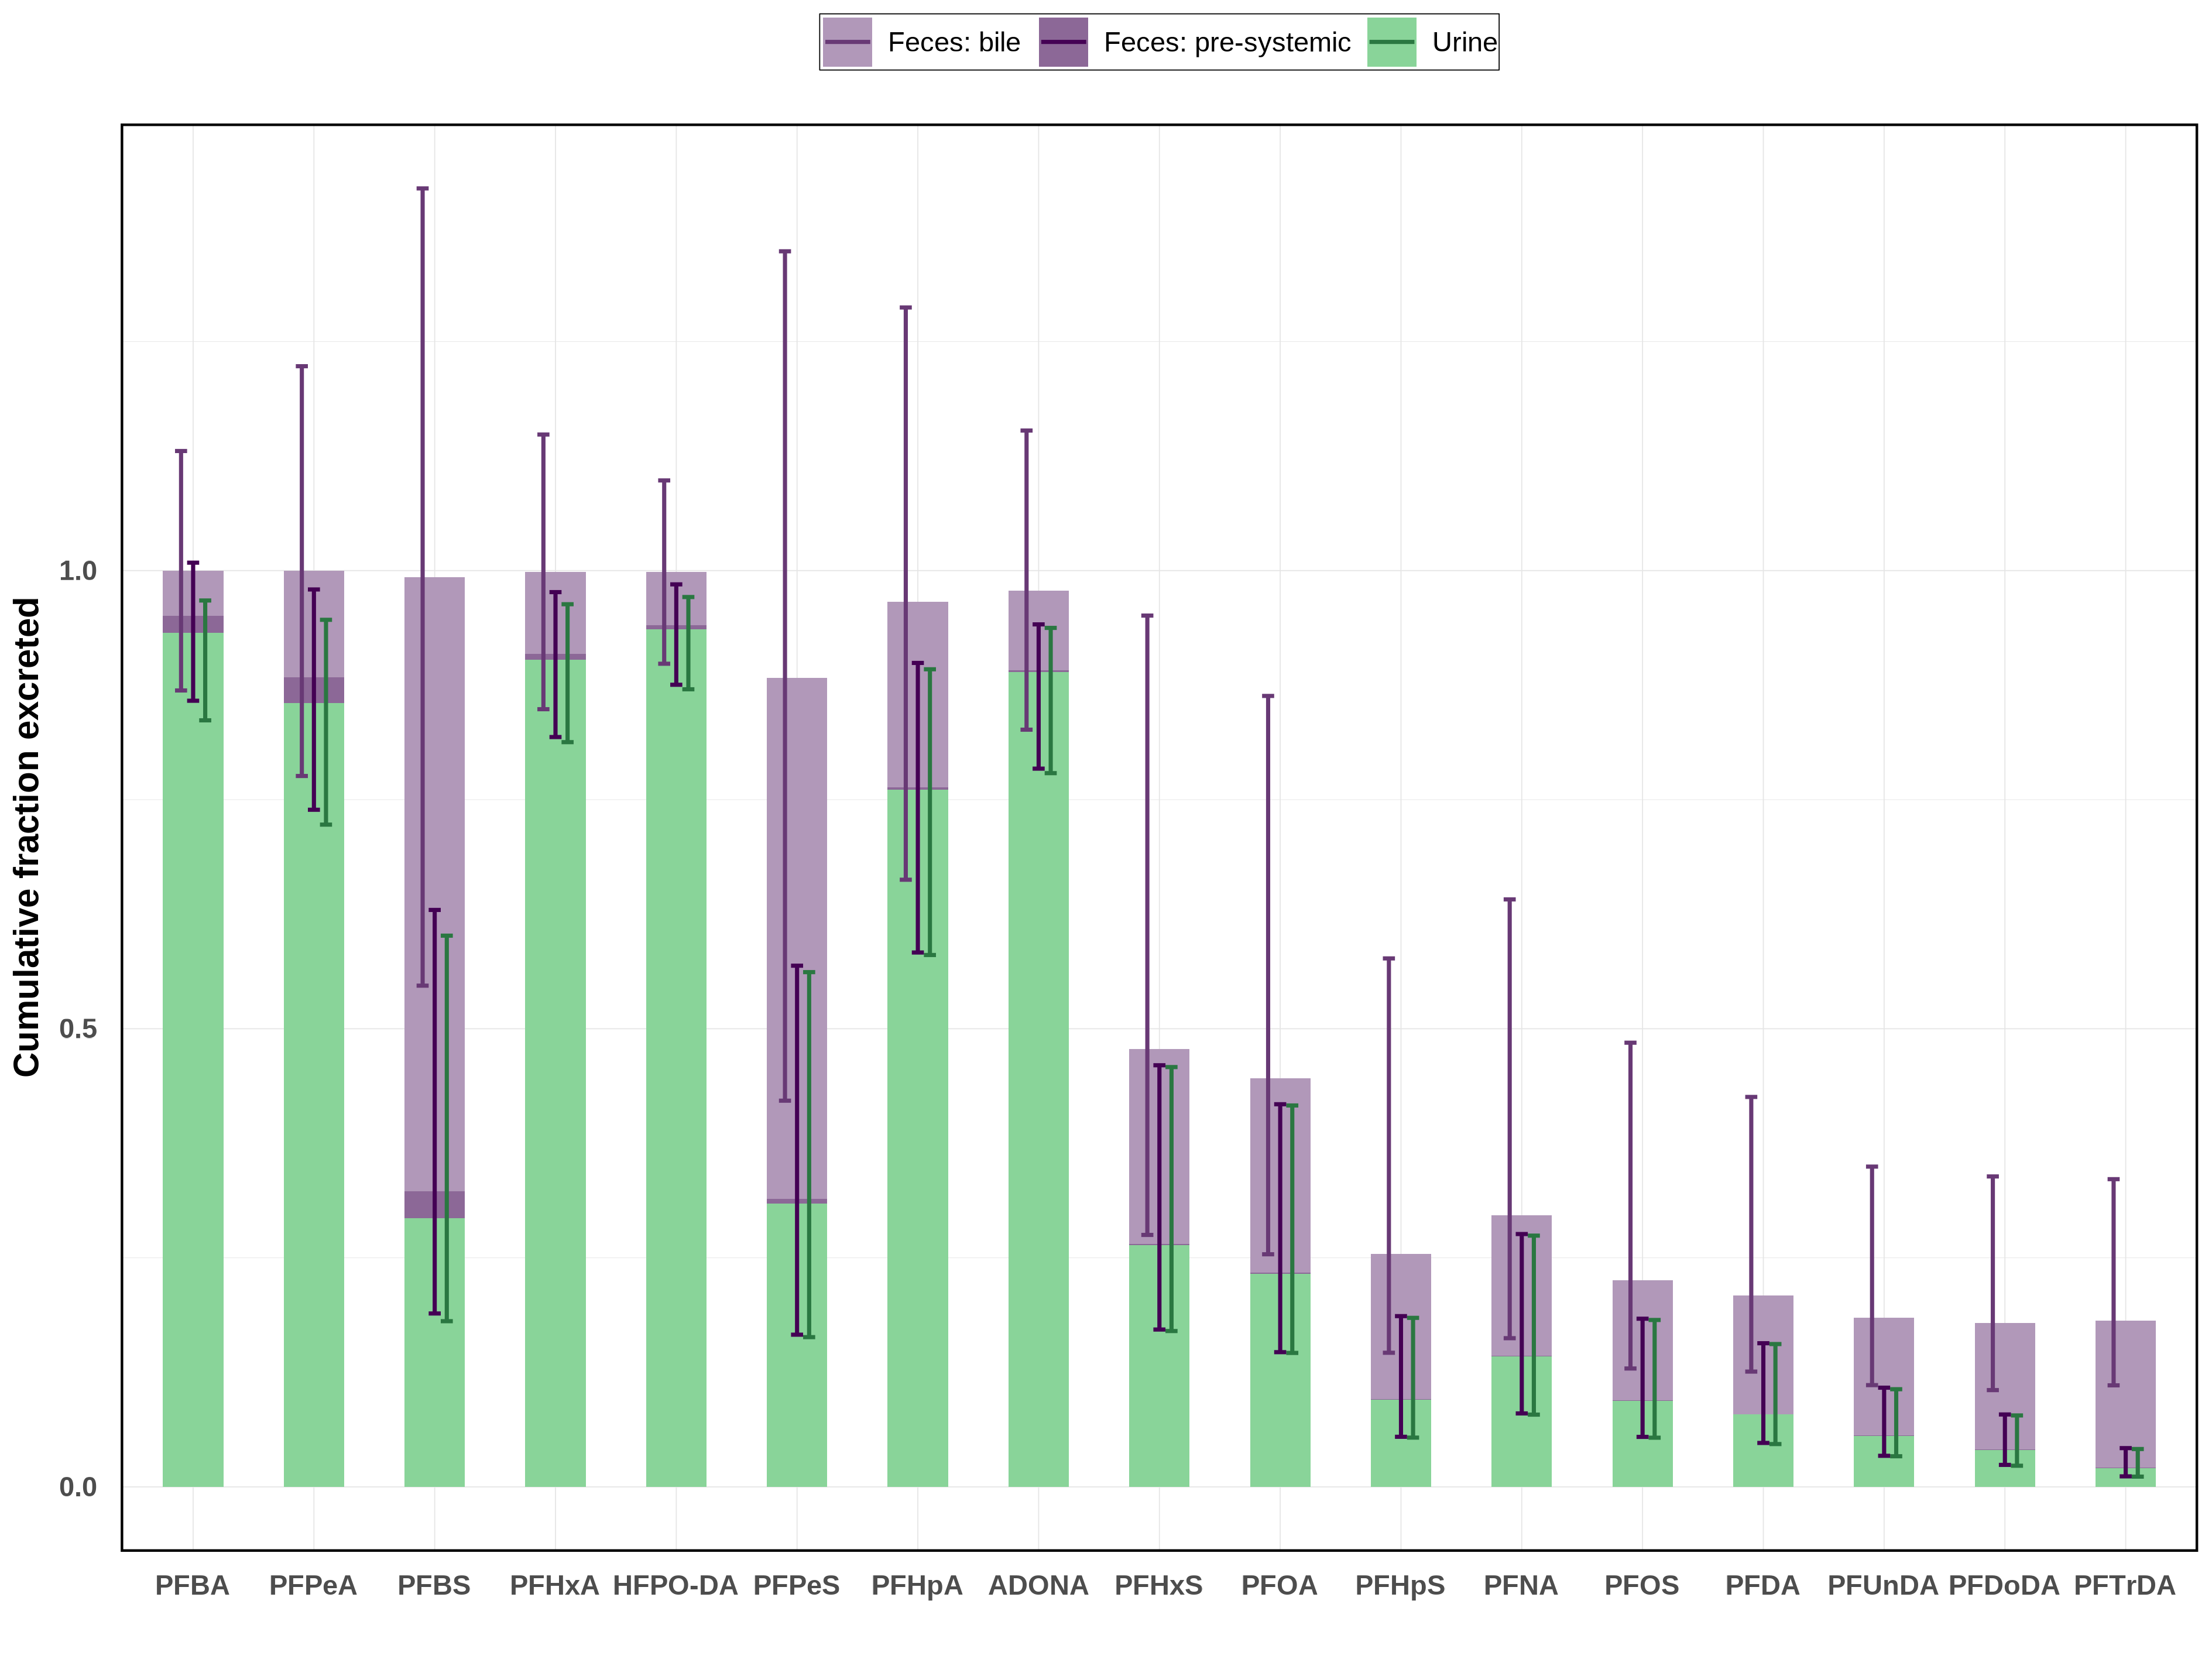 Feces: bile Feces: pre-systemic Urine
Cumulative fraction excreted
1.0
0.5
0.0
PFBA PFPeA PFBS PFHxA HFPO-DA PFPeS PFHpA ADONA PFHxS PFOA PFHpS PFNA PFOS PFDA PFUnDA PFDoDA PFTrDA